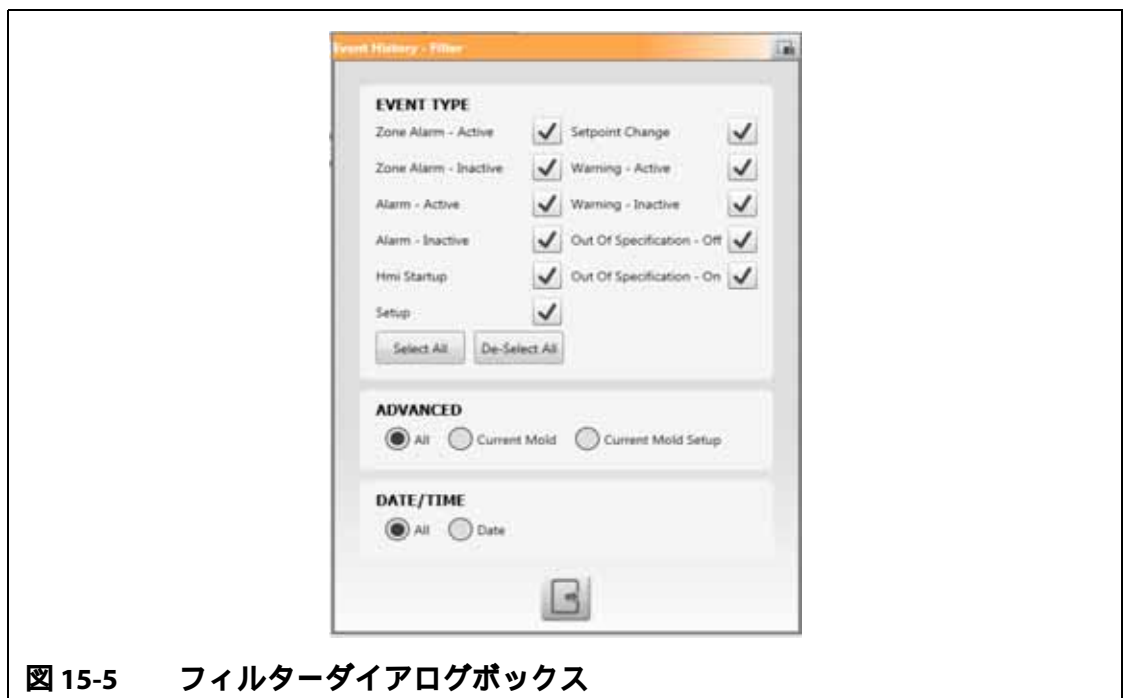 Event History - Filter
EVENT TYPE
Zone Alarm - Active Setpoint Change
Zone Alarm - Inactive Warning - Active
Alarm - Active Warning - Inactive
Alarm - Inactive Out Of Specification - Off
Hmi Startup Out Of Specification - On
Setup
Select All De-Select All
ADVANCED
All Current Mold Current Mold Setup
DATE/TIME
All Date
図 15-5 フィルターダイアログボックス